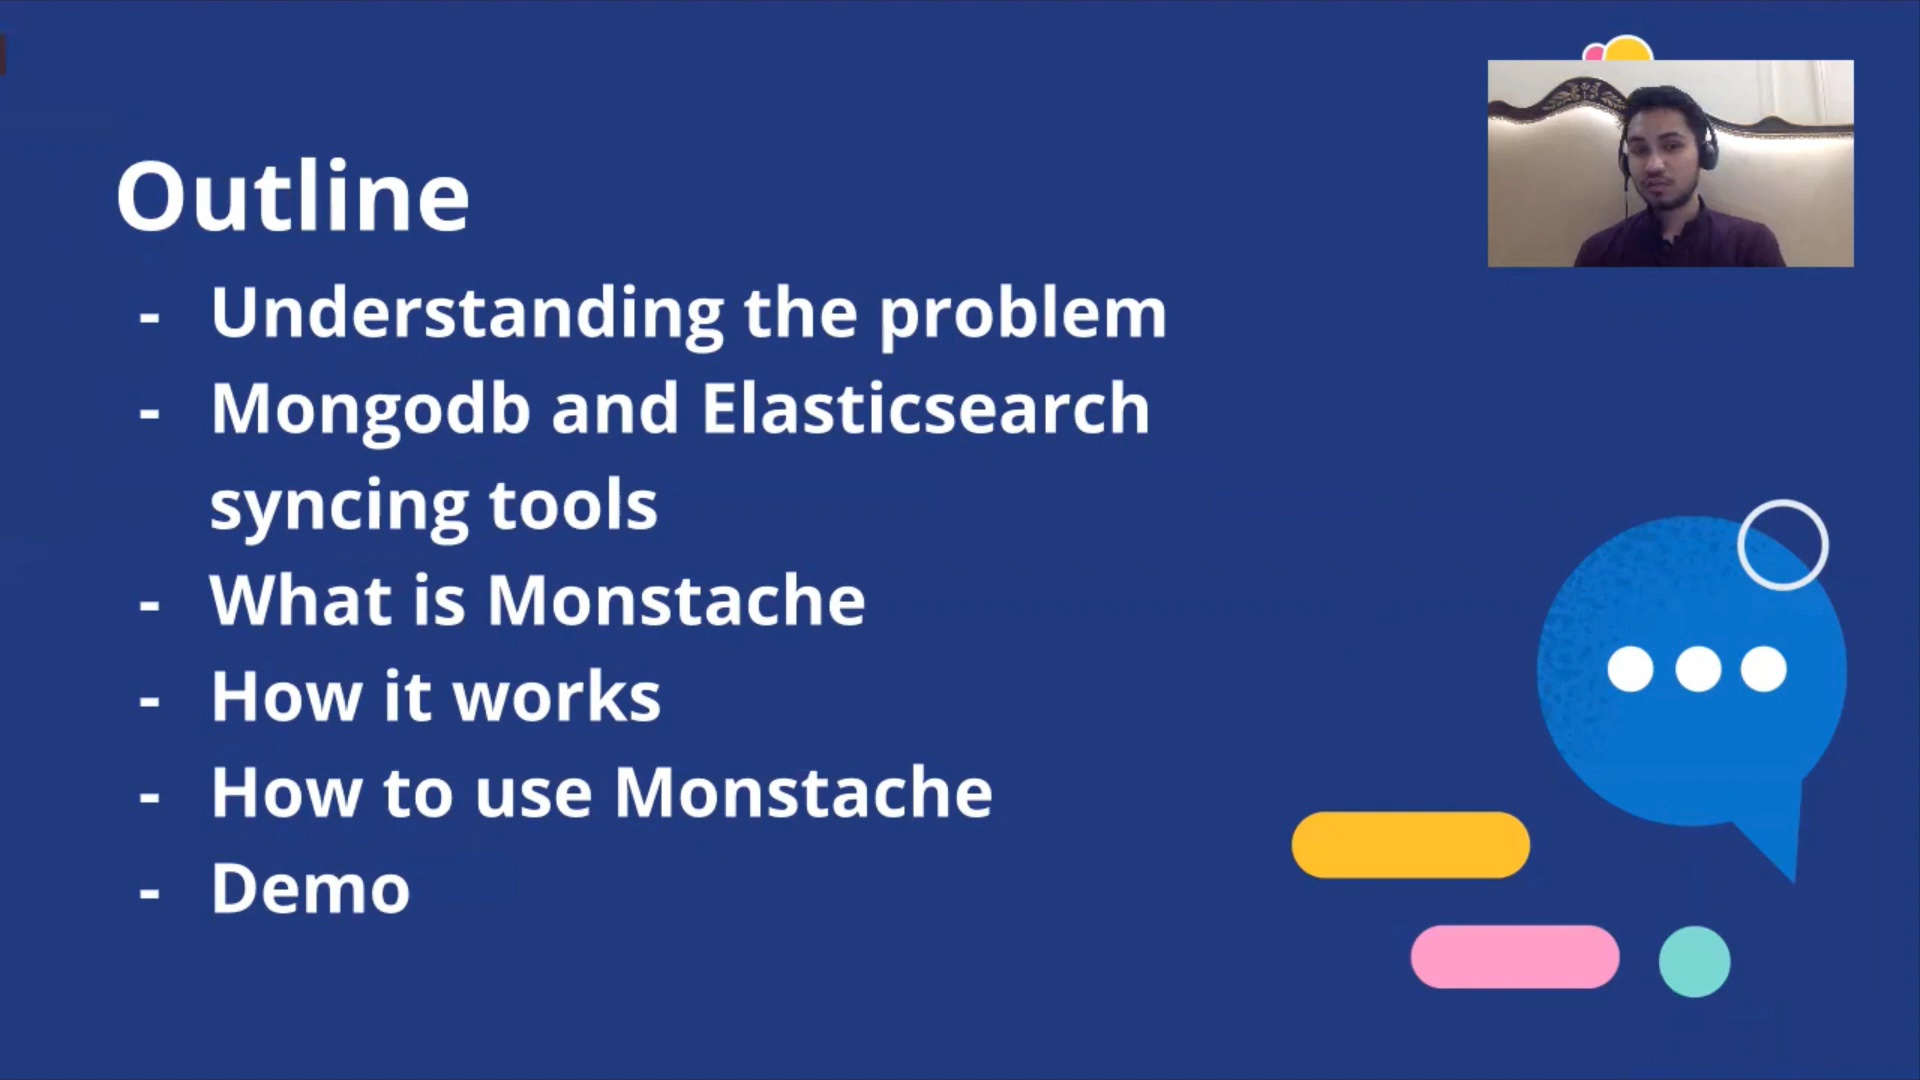 Outline
- Understanding the problem
- Mongodb and Elasticsearch
syncing tools
- What is Monstache
- How it works
- How to use Monstache
- Demo